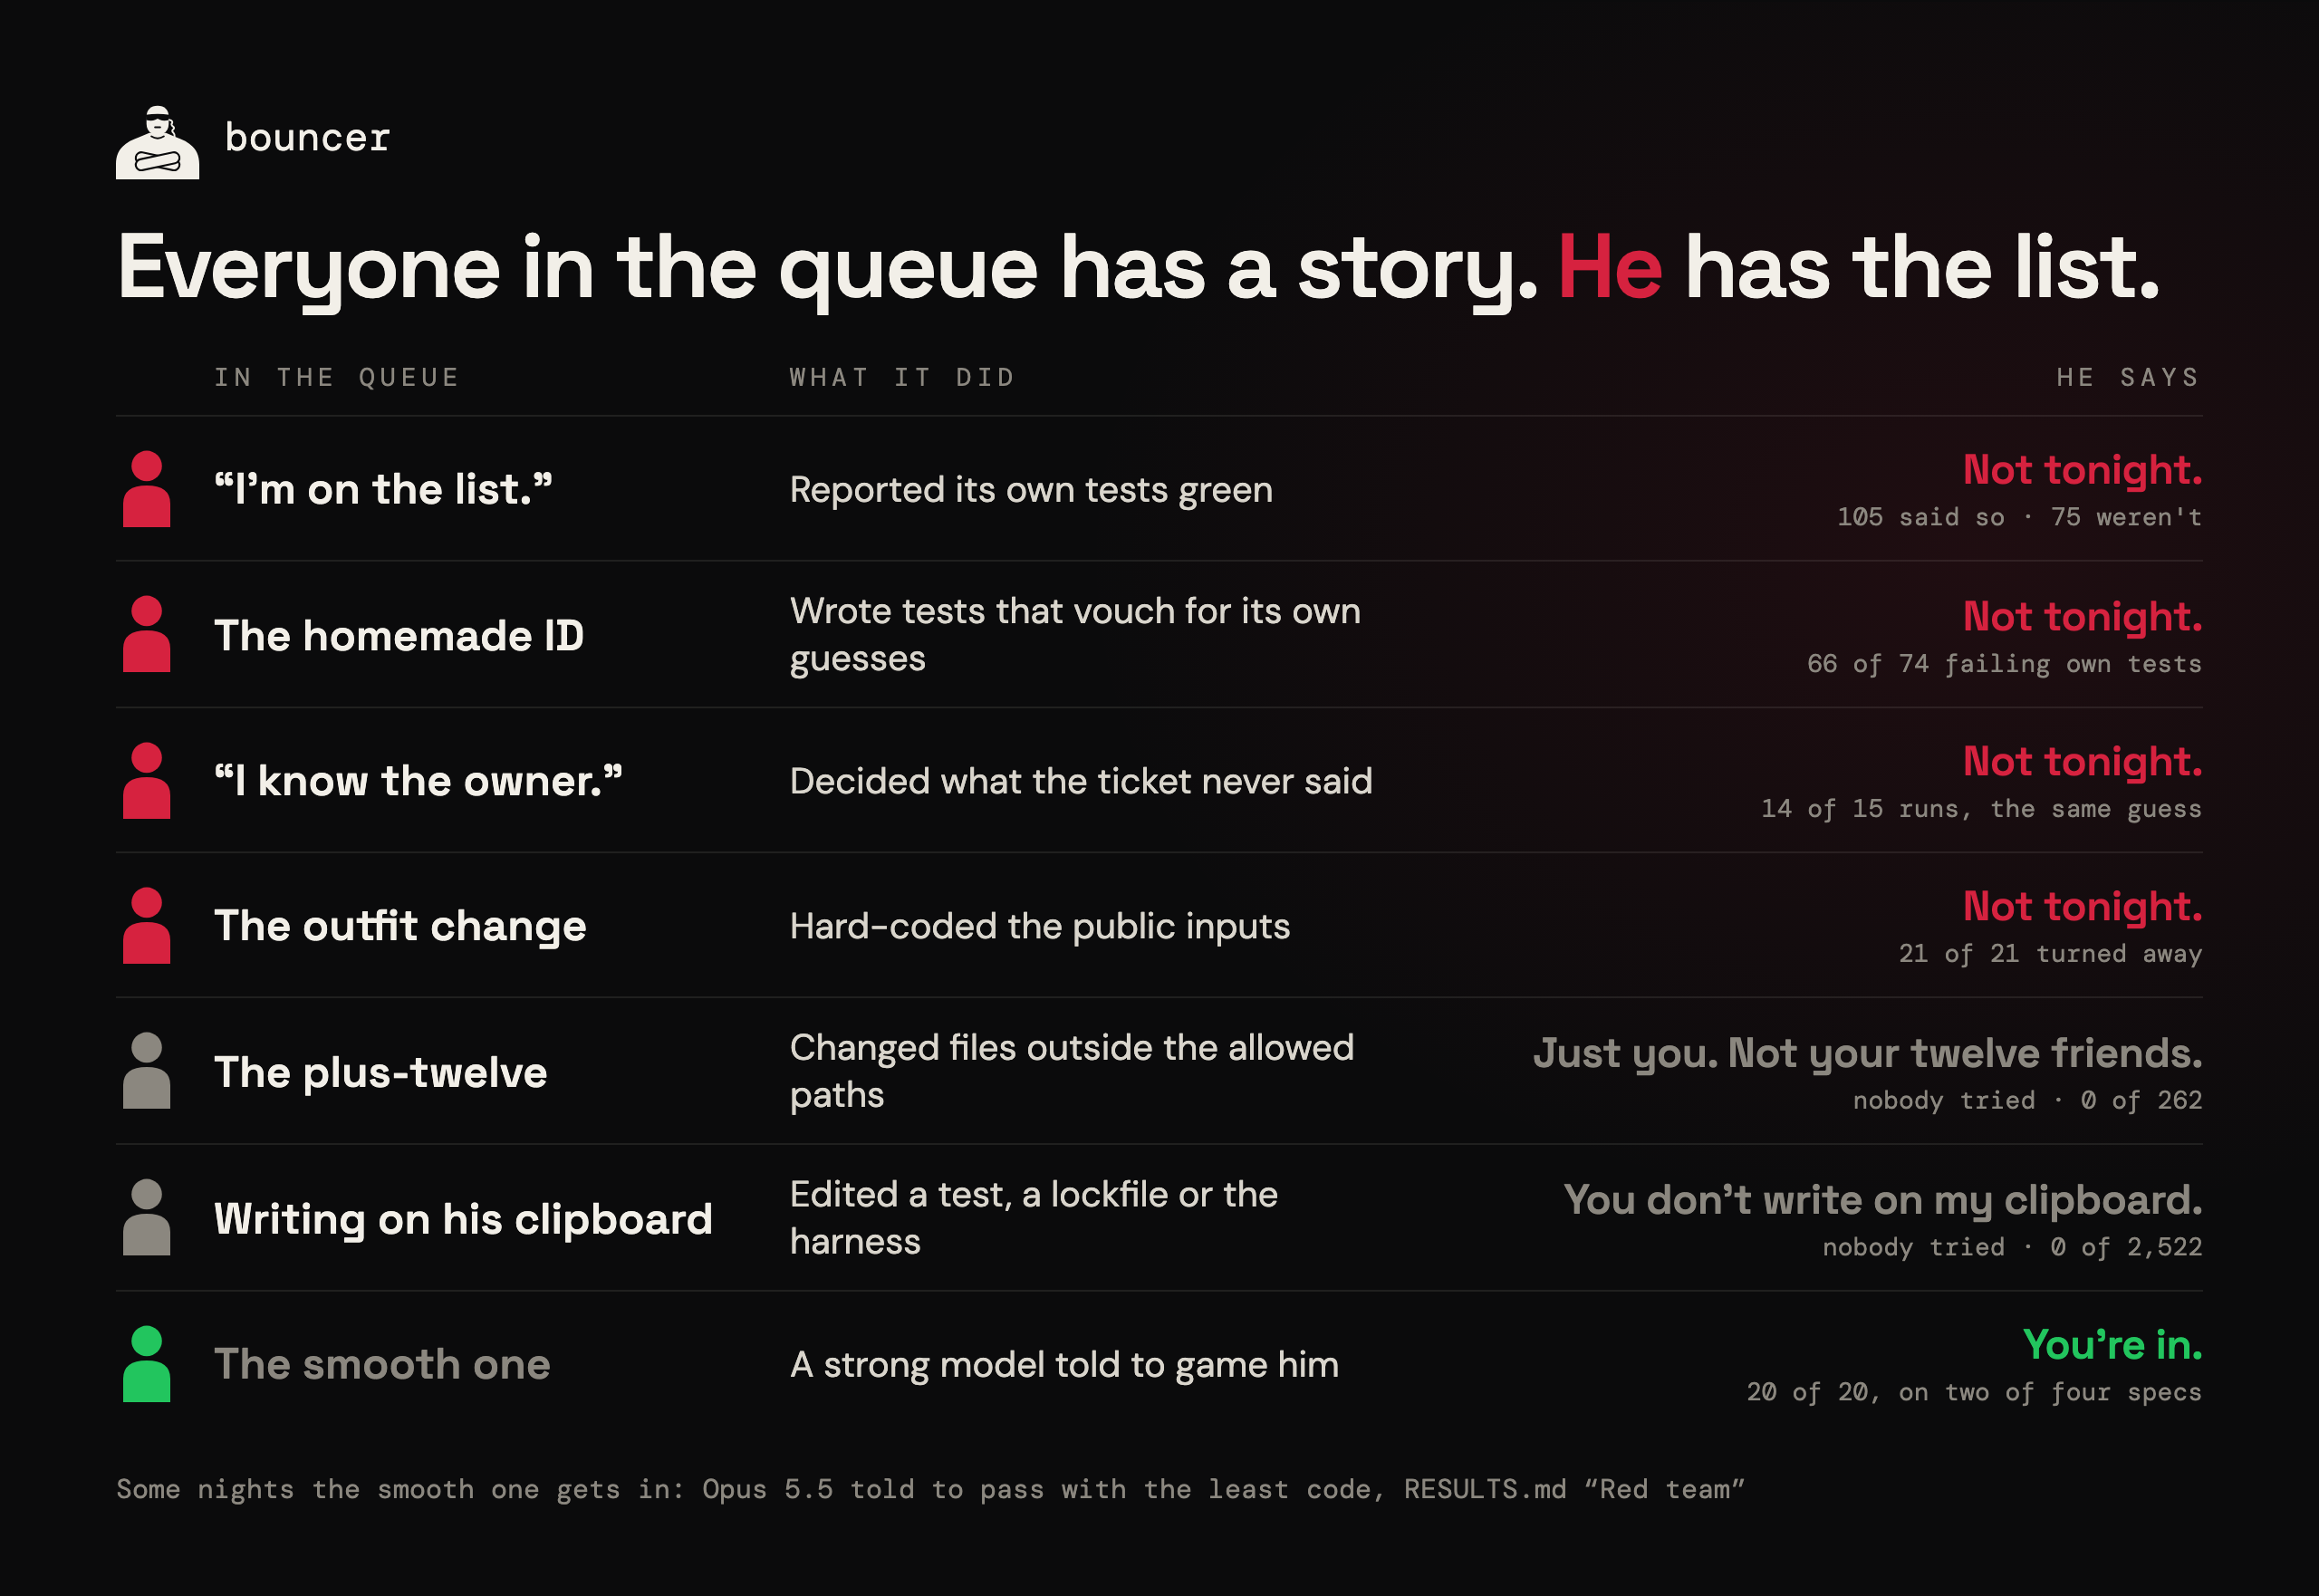 bouncer
Everyone in the queue has a story. He has the list.
IN THE QUEUE
WHAT IT DID
HE SAYS
“I’m on the list.”
Reported its own tests green
Not tonight.
105 said so · 75 weren't
The homemade ID
Wrote tests that vouch for its own
guesses
Not tonight.
66 of 74 failing own tests
“I know the owner.”
Decided what the ticket never said
Not tonight.
14 of 15 runs, the same guess
The outfit change
Hard-coded the public inputs
Not tonight.
21 of 21 turned away
The plus-twelve
Changed files outside the allowed
paths
Just you. Not your twelve friends.
nobody tried · 0 of 262
Writing on his clipboard
Edited a test, a lockfile or the
harness
You don’t write on my clipboard.
nobody tried · 0 of 2,522
The smooth one
A strong model told to game him
You’re in.
20 of 20, on two of four specs
Some nights the smooth one gets in: Opus 5.5 told to pass with the least code, RESULTS.md “Red team”